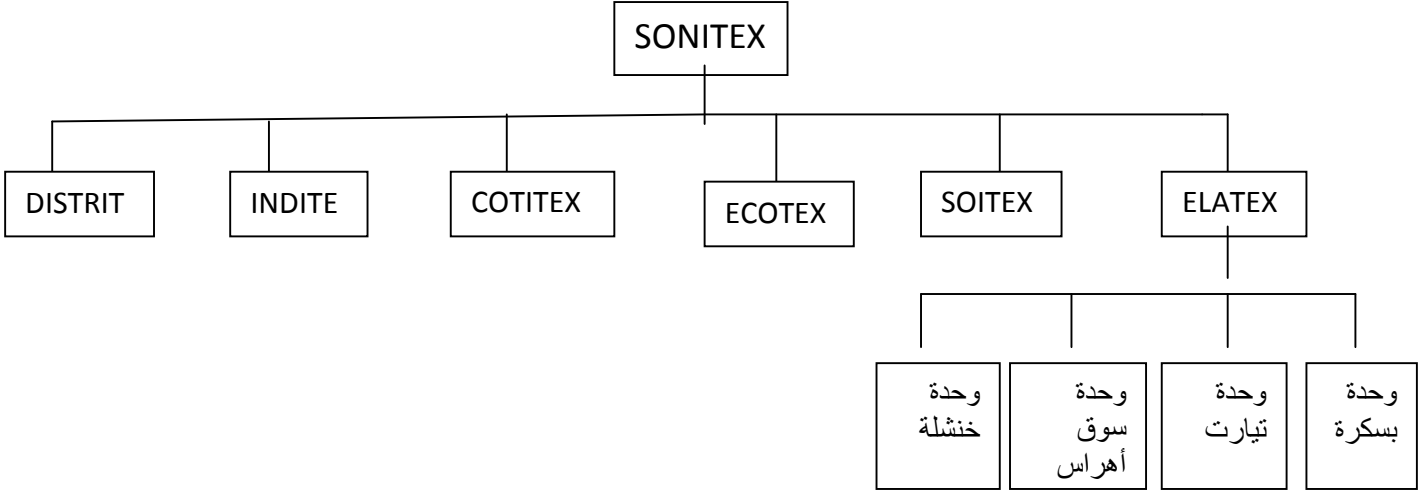 SONITEX
DISTRIT
INDITE
COTITEX
ECOTEX
SOITEX
ELATEX
وحدة
بسكرة
وحدة
تيارت
وحدة
سوق
أهراس
وحدة
خنشلة